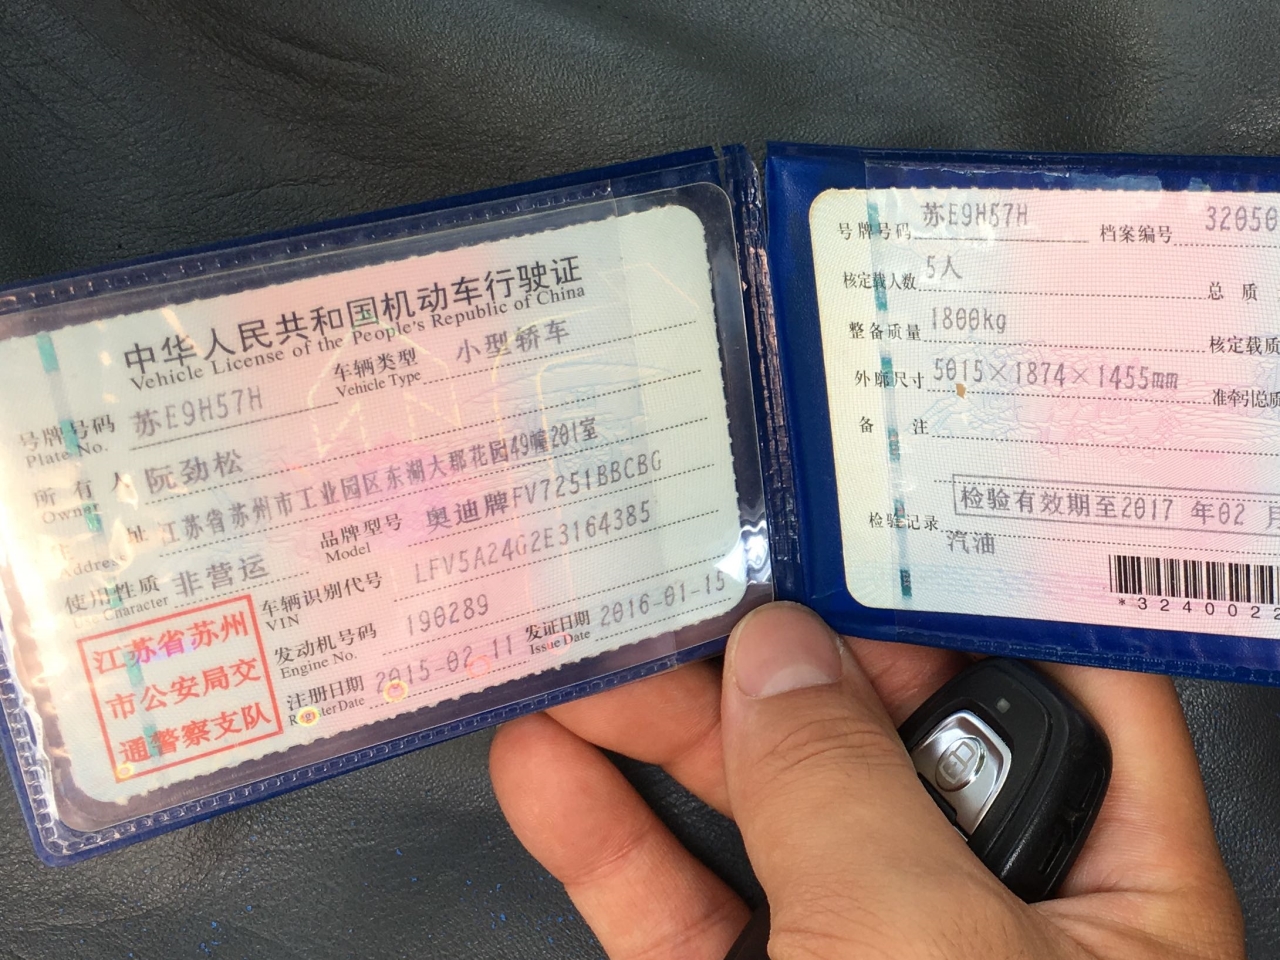 中华人民共和国机动车行驶证
Vehicle License of the People's Republic of China
号牌号码 苏E9H57H 车辆类型 小型轿车
Plate No. Vehicle Type
所有人 阮劲松
Owner
住址 江苏省苏州市工业园区东湖大郡花园49幢201室
Address
使用性质 非营运 品牌型号 奥迪牌FV7251BBCBG
Use Character Model
江苏省苏州
市公安局交
通警察支队
车辆识别代号 LFV5A24G2E3164385
VIN
发动机号码 190289
Engine No.
注册日期 2015-02-11 发证日期 2016-01-15
Register Date Issue Date
号牌号码 苏E9H57H 档案编号 32050
核定载人数 5人 总质
整备质量 1800kg 核定载质
外廓尺寸 5015×1874×1455mm 准牵引总质
备注
检验有效期至2017年02月
检验记录
汽油
*324002